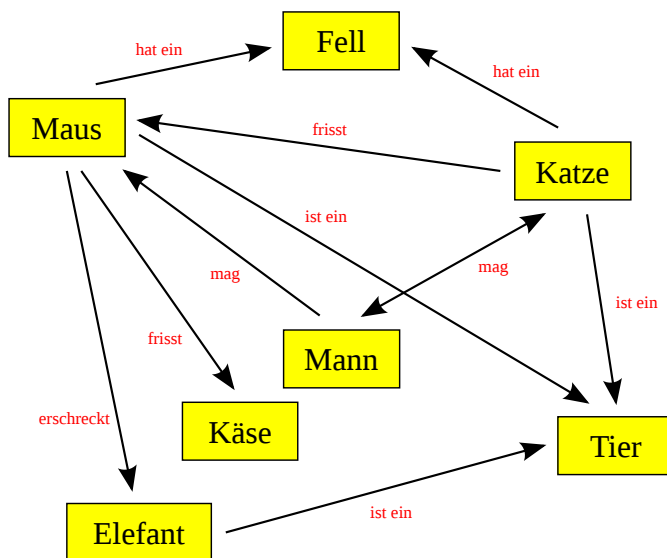 Fell
hat ein
hat ein
Maus
frisst
Katze
ist ein
mag
mag
ist ein
frisst
Mann
erschreckt
Käse
Tier
ist ein
Elefant